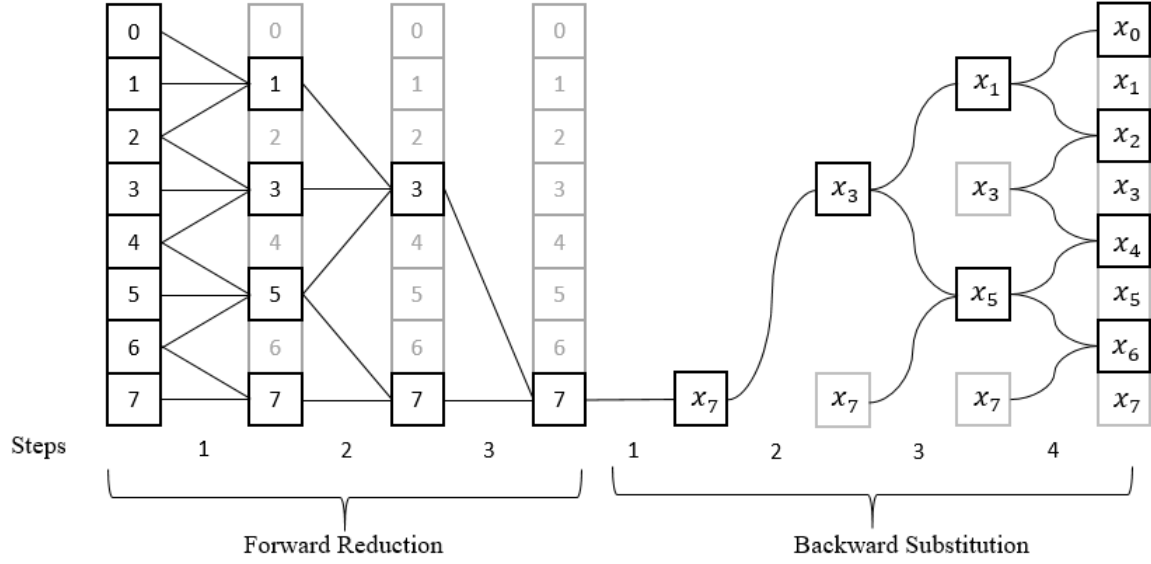 0 0 0 0 x₀
1 1 1 1 x₁ x₁
2 2 2 2 x₂
3 3 3 3 x₃ x₃ x₃
4 4 4 4 x₄
5 5 5 5 x₅ x₅
6 6 6 6 x₆
7 7 7 7 x₇ x₇ x₇ x₇
Steps 1 2 3 1 2 3 4
Forward Reduction Backward Substitution